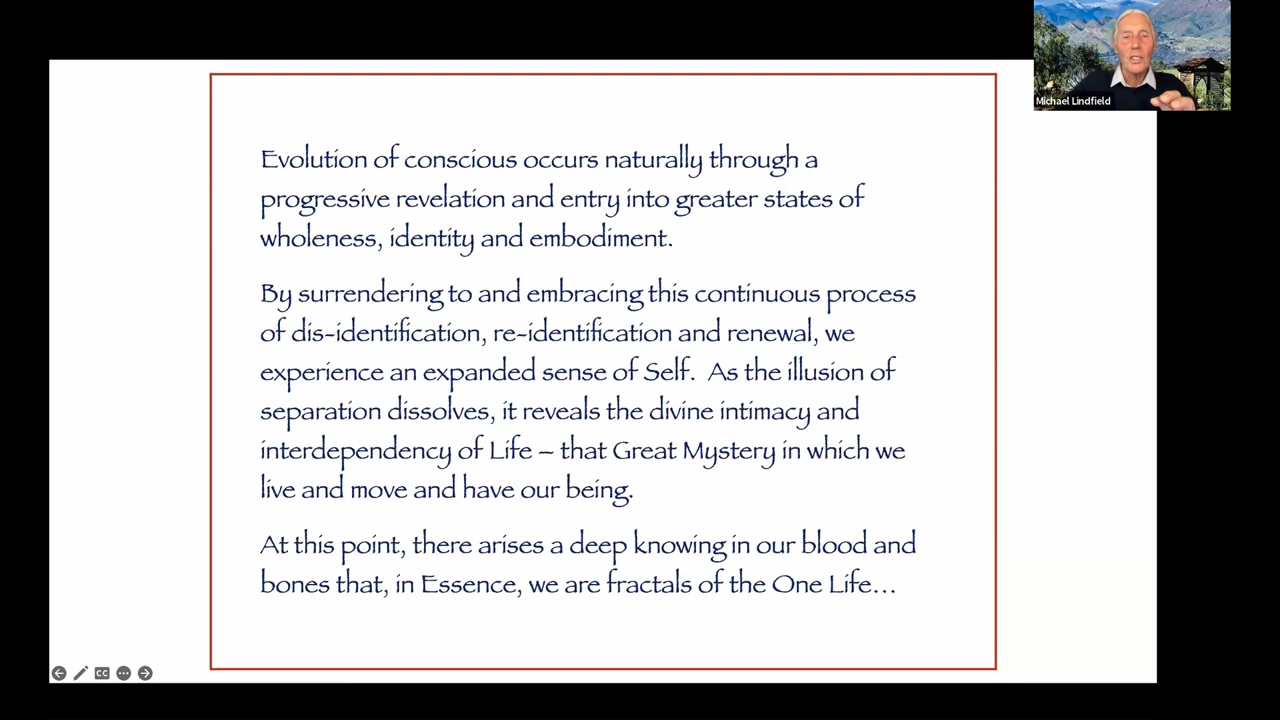 Michael Lindfield
Evolution of conscious occurs naturally through a
progressive revelation and entry into greater states of
wholeness, identity and embodiment.
By surrendering to and embracing this continuous process
of dis-identification, re-identification and renewal, we
experience an expanded sense of Self.  As the illusion of
separation dissolves, it reveals the divine intimacy and
interdependency of Life – that Great Mystery in which we
live and move and have our being.
At this point, there arises a deep knowing in our blood and
bones that, in Essence, we are fractals of the One Life…
CC